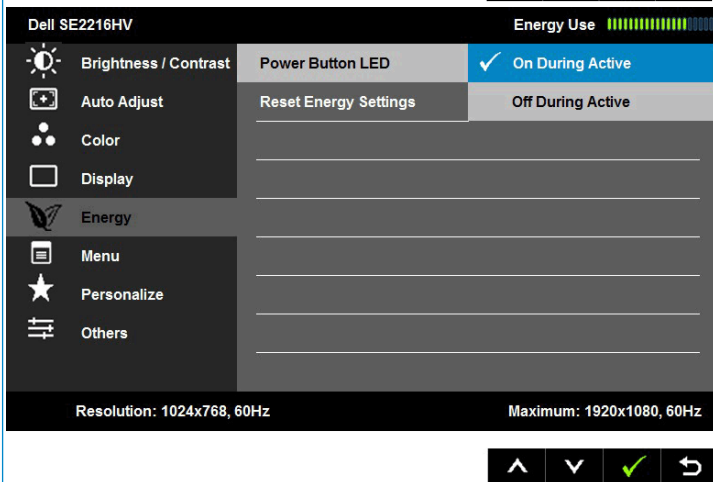 Dell SE2216HV Energy Use
Brightness / Contrast Power Button LED On During Active
Auto Adjust Reset Energy Settings Off During Active
Color
Display
Energy
Menu
Personalize
Others
Resolution: 1024x768, 60Hz Maximum: 1920x1080, 60Hz